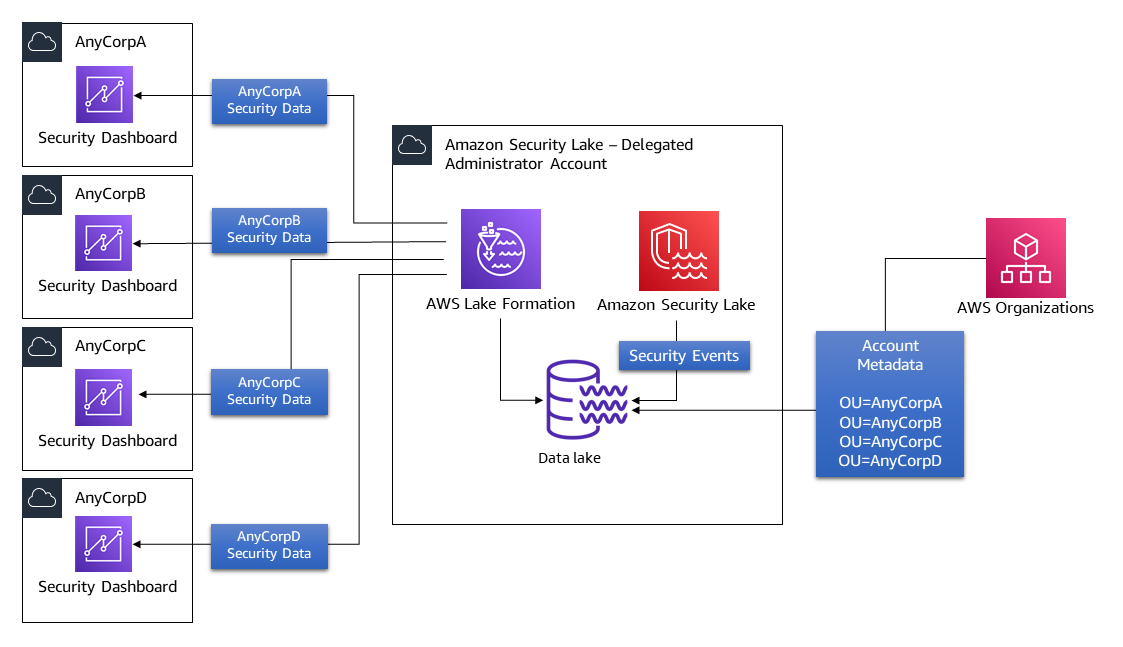 AnyCorpA
Security Dashboard
AnyCorpA
Security Data
AnyCorpB
Security Dashboard
AnyCorpB
Security Data
AnyCorpC
Security Dashboard
AnyCorpC
Security Data
AnyCorpD
Security Dashboard
AnyCorpD
Security Data
Amazon Security Lake – Delegated
Administrator Account
AWS Lake Formation
Amazon Security Lake
Security Events
Data lake
AWS Organizations
Account
Metadata
OU=AnyCorpA
OU=AnyCorpB
OU=AnyCorpC
OU=AnyCorpD